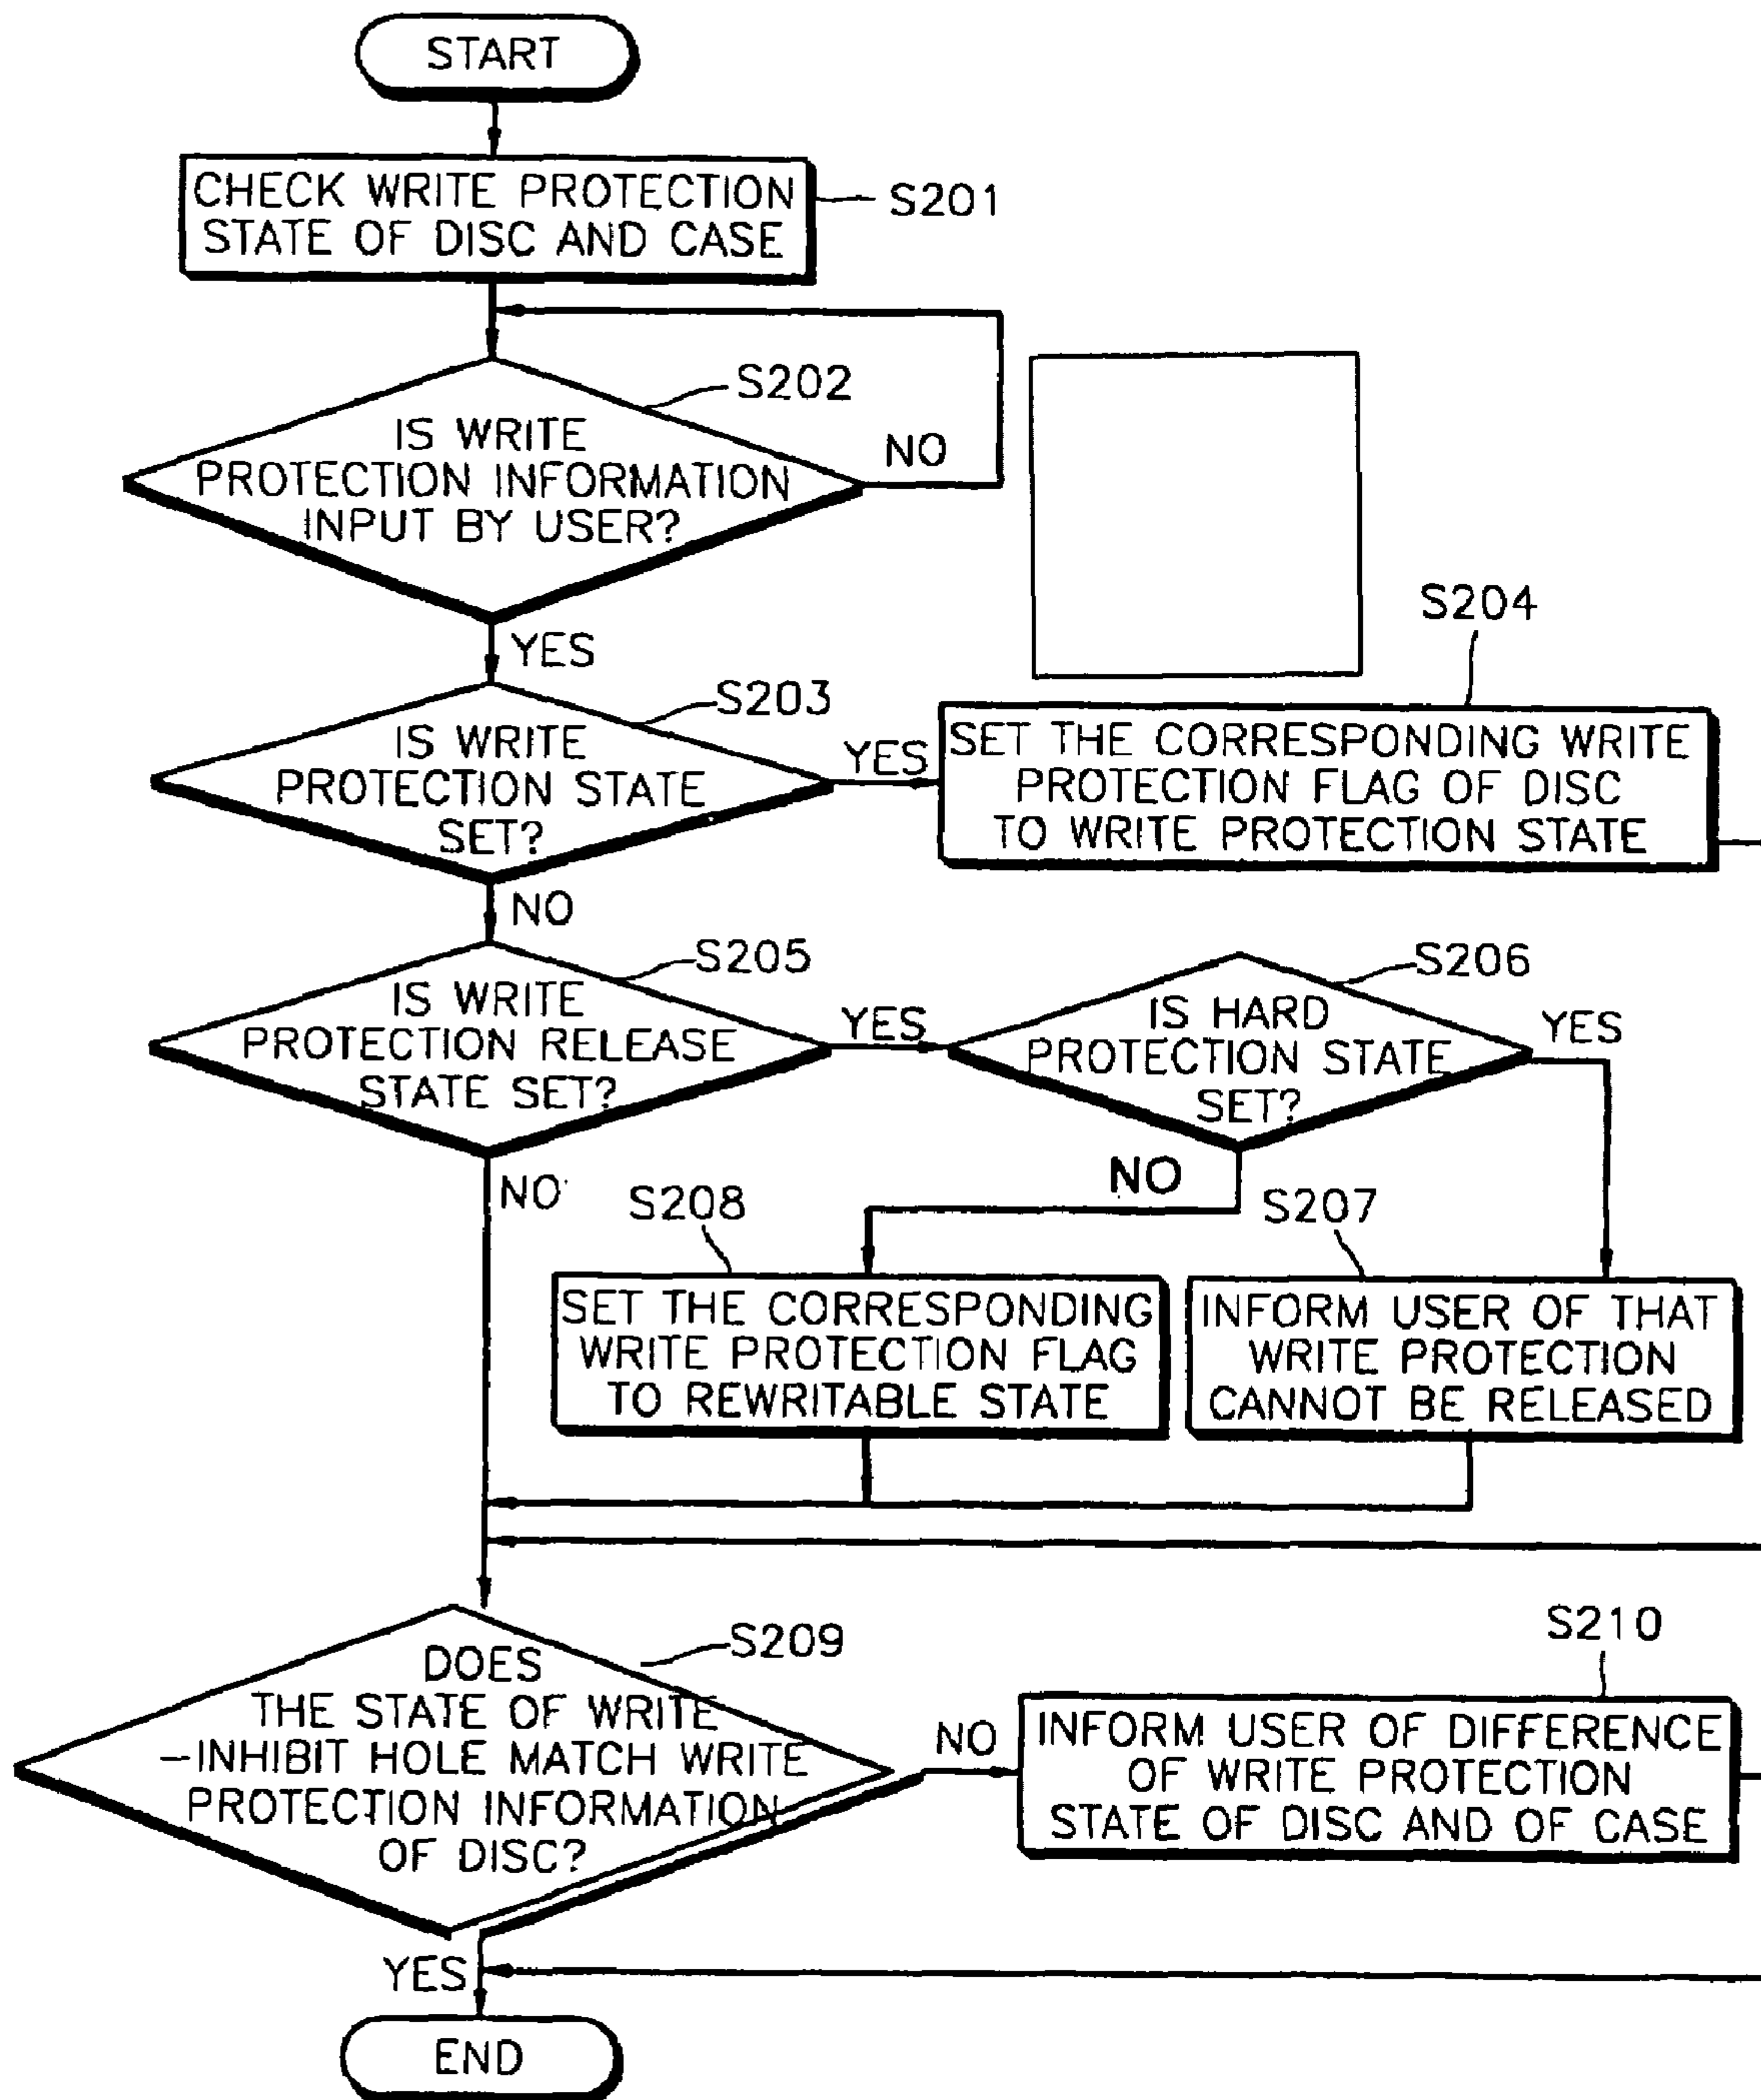 START
CHECK WRITE PROTECTION
STATE OF DISC AND CASE
S201
S202
IS WRITE
PROTECTION INFORMATION
INPUT BY USER?
NO
YES
S203
IS WRITE
PROTECTION STATE
SET?
YES
S204
SET THE CORRESPONDING WRITE
PROTECTION FLAG OF DISC
TO WRITE PROTECTION STATE
NO
S205
IS WRITE
PROTECTION RELEASE
STATE SET?
YES
S206
IS HARD
PROTECTION STATE
SET?
YES
NO
NO
S208
SET THE CORRESPONDING
WRITE PROTECTION FLAG
TO REWRITABLE STATE
S207
INFORM USER OF THAT
WRITE PROTECTION
CANNOT BE RELEASED
S209
DOES
THE STATE OF WRITE
-INHIBIT HOLE MATCH WRITE
PROTECTION INFORMATION
OF DISC?
NO
S210
INFORM USER OF DIFFERENCE
OF WRITE PROTECTION
STATE OF DISC AND OF CASE
YES
END